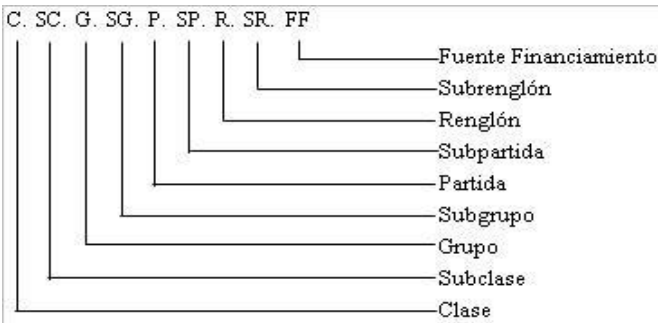 C. SC. G. SG. P. SP. R. SR. FF
Fuente Financiamiento
Subrenglón
Renglón
Subpartida
Partida
Subgrupo
Grupo
Subclase
Clase